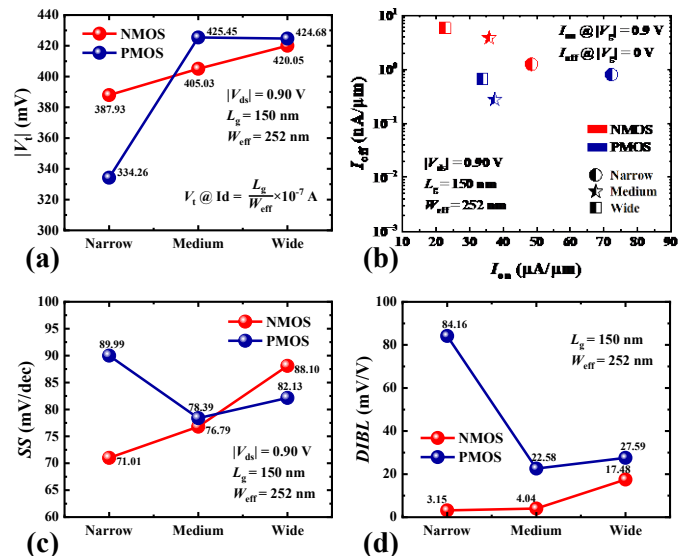 440
420
400
380
360
340
320
300
|Vt| (mV)
NMOS
PMOS
425.45
424.68
420.05
405.03
387.93
334.26
|Vds| = 0.90 V
Lg = 150 nm
Weff = 252 nm
Vt @ Id = Lg/Weff ×10-7 A
Narrow
Medium
Wide
(a)
101
100
10-1
10-2
10-3
Ioff (nA/μm)
Ion @ |Vg|= 0.9 V
Ioff @ |Vg|= 0 V
NMOS
PMOS
|Vds| = 0.90 V
Lg = 150 nm
Weff = 252 nm
Narrow
Medium
Wide
10 20 30 40 50 60 70 80 90
Ion (μA/μm)
(b)
100
95
90
85
80
75
70
65
60
55
50
SS (mV/dec)
NMOS
PMOS
89.99
88.10
82.13
78.39
76.79
71.01
|Vds| = 0.90 V
Lg = 150 nm
Weff = 252 nm
Narrow
Medium
Wide
(c)
100
80
60
40
20
0
DIBL (mV/V)
84.16
Lg = 150 nm
Weff = 252 nm
NMOS
PMOS
22.58
27.59
17.48
3.15
4.04
Narrow
Medium
Wide
(d)